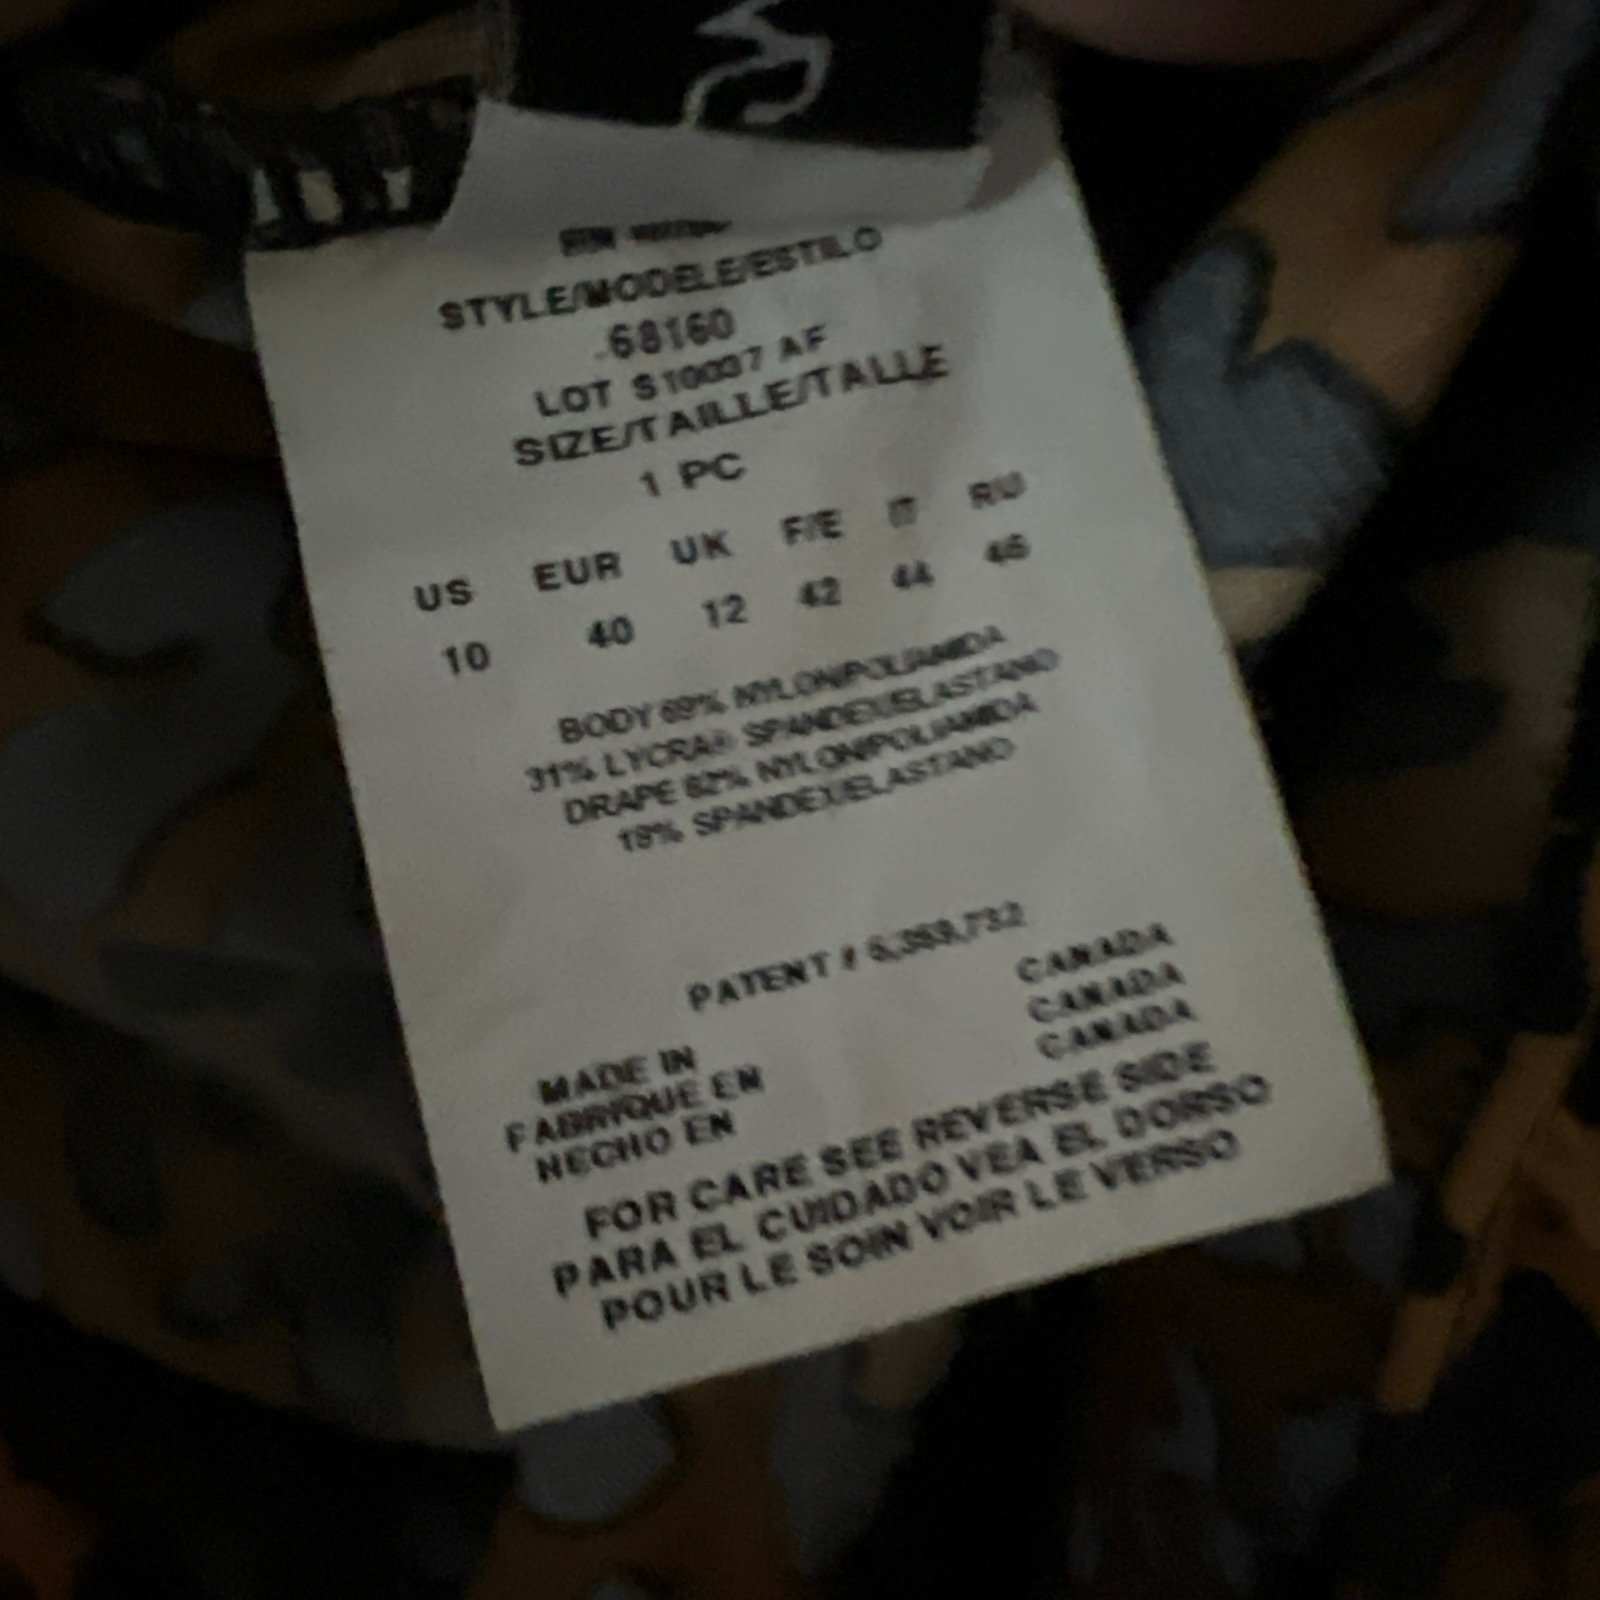 STYLE/MODELE/ESTILO
68160
LOT S10037 AF
SIZE/TAILLE/TALLE
1 PC
US EUR UK F/E IT RU
10 40 12 42 44 46
BODY 69% NYLON/POLIAMIDA
31% LYCRA® SPANDEX/ELASTANO
DRAPE 82% NYLON/POLIAMIDA
18% SPANDEX/ELASTANO
PATENT #
MADE IN CANADA
FABRIQUE EN CANADA
HECHO EN CANADA
FOR CARE SEE REVERSE SIDE
PARA EL CUIDADO VEA EL DORSO
POUR LE SOIN VOIR LE VERSO